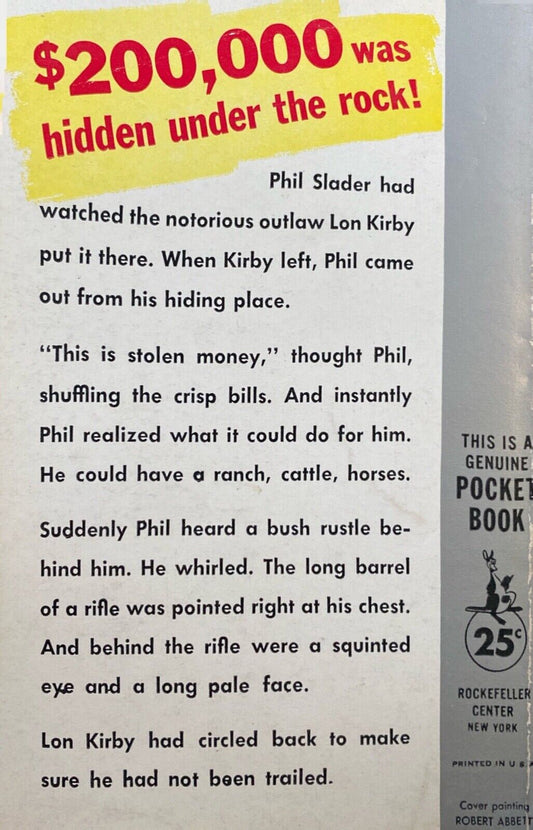 $200,000 was
hidden under the rock!
Phil Slader had
watched the notorious outlaw Lon Kirby
put it there. When Kirby left, Phil came
out from his hiding place.
“This is stolen money,” thought Phil,
shuffling the crisp bills. And instantly
Phil realized what it could do for him.
He could have a ranch, cattle, horses.
Suddenly Phil heard a bush rustle be-
hind him. He whirled. The long barrel
of a rifle was pointed right at his chest.
And behind the rifle were a squinted
eye and a long pale face.
Lon Kirby had circled back to make
sure he had not been trailed.
THIS IS A
GENUINE
POCKET
BOOK
25c
ROCKEFELLER
CENTER
NEW YORK
PRINTED IN U S A
Cover painting
ROBERT ABBETT